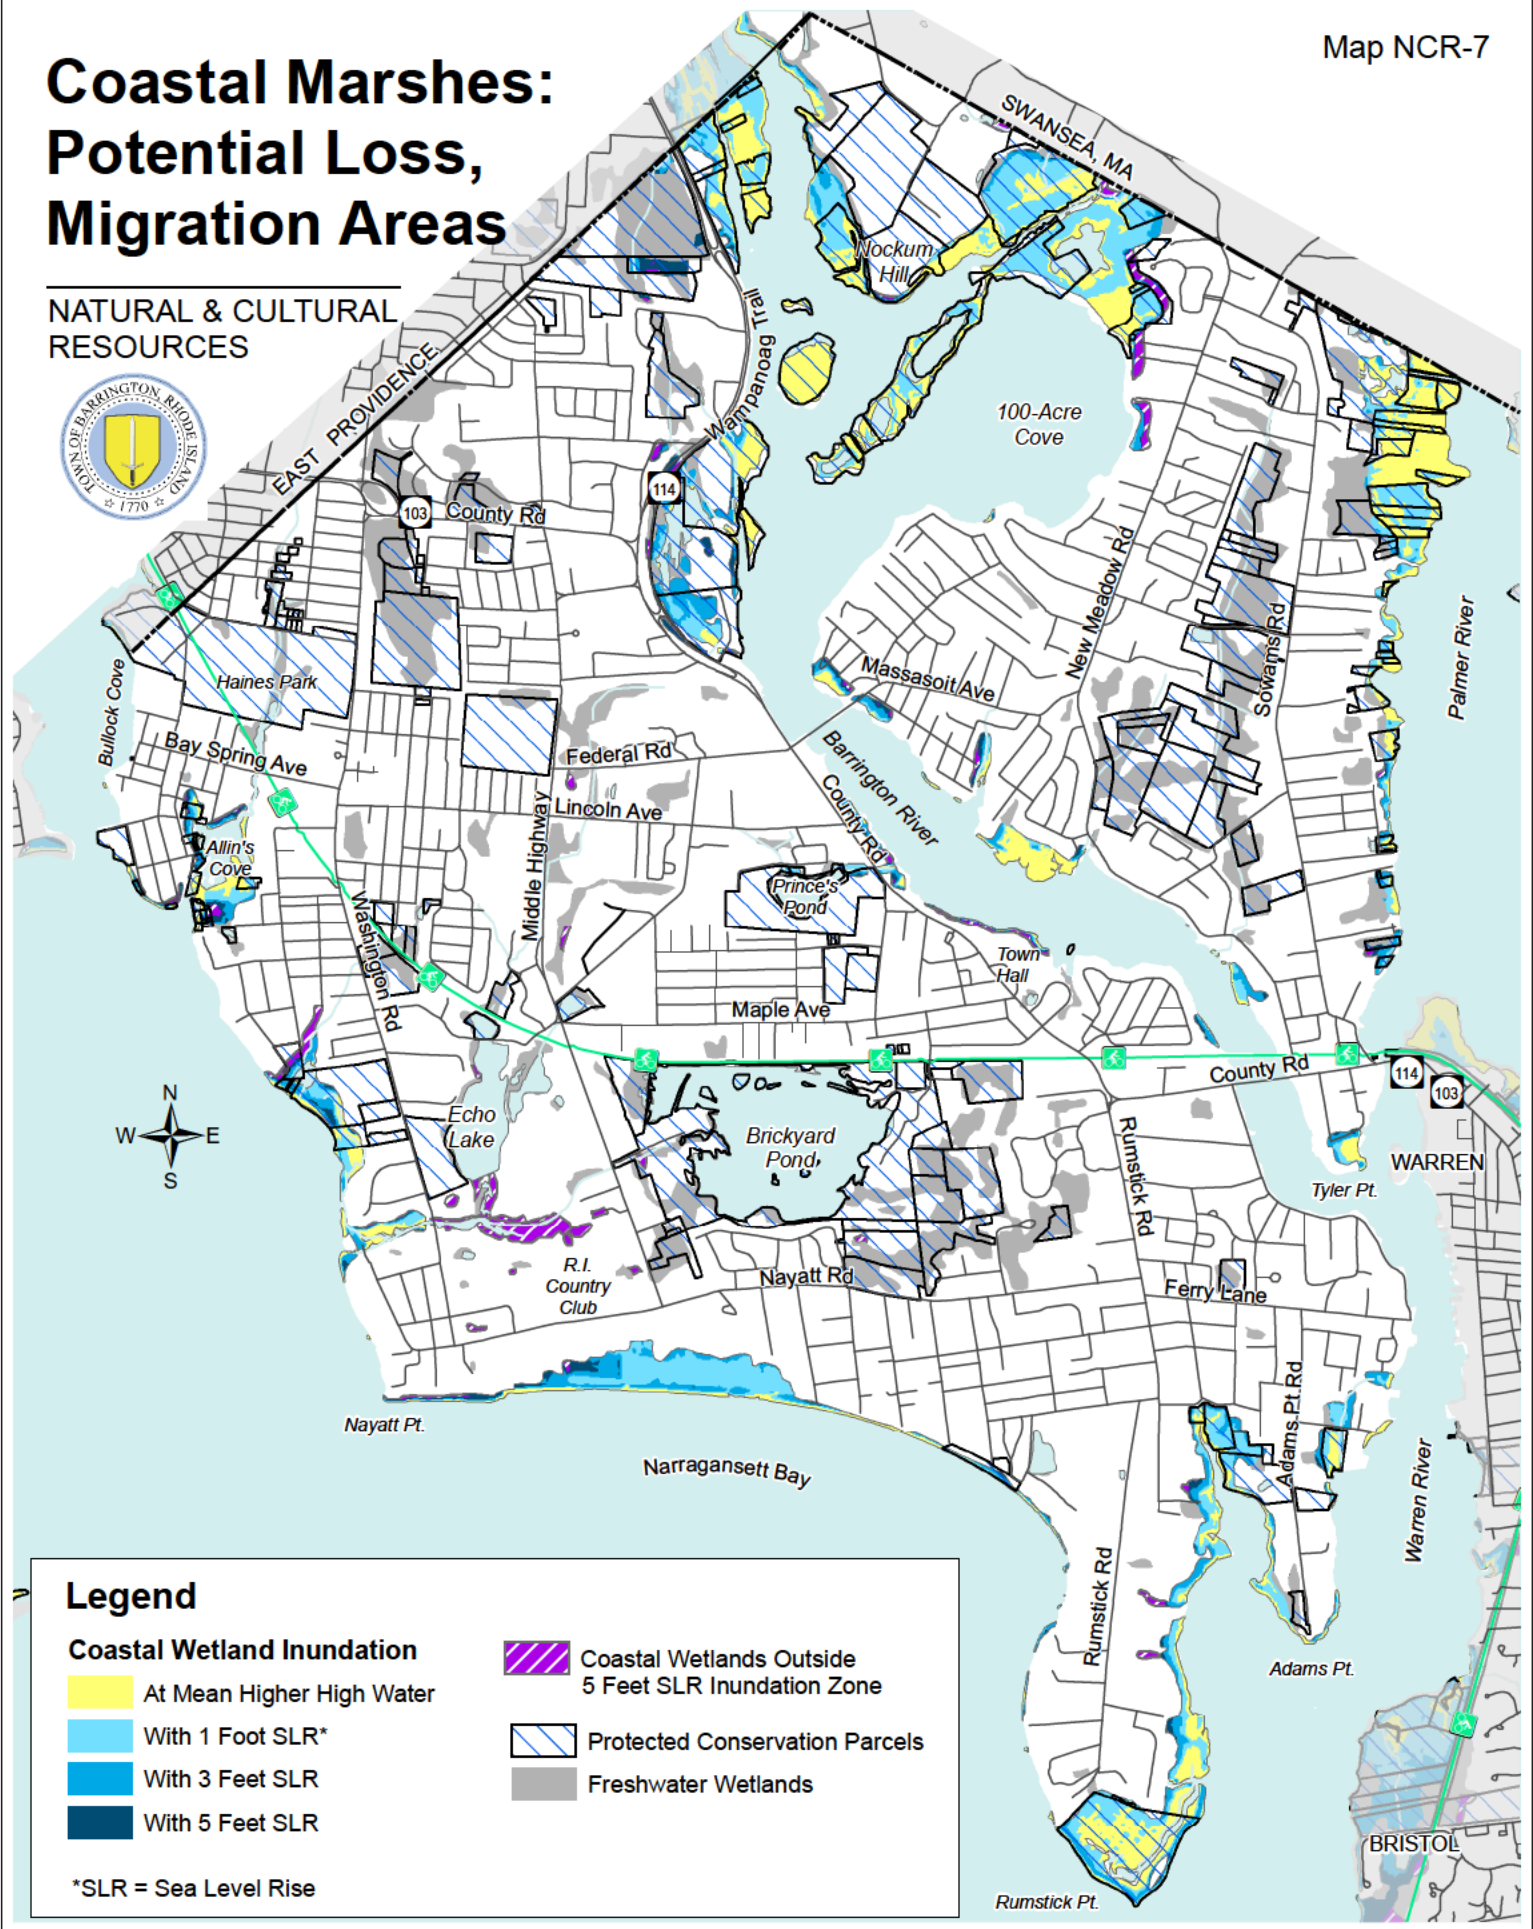 Map NCR-7
Coastal Marshes:
Potential Loss,
Migration Areas
NATURAL & CULTURAL
RESOURCES
TOWN OF BARRINGTON, RHODE ISLAND
☆ 1770 ☆
SWANSEA, MA
Nockum
Hill
Wampanoag Trail
EAST PROVIDENCE
100-Acre
Cove
114
103
County Rd
New Meadow Rd
Sowams Rd
Palmer River
Massasoit Ave
Haines Park
Bullock Cove
Bay Spring Ave
Federal Rd
Lincoln Ave
Middle Highway
Barrington River
County Rd
Allin's
Cove
Prince's
Pond
Washington Rd
Town
Hall
Maple Ave
County Rd
114
103
N
W
E
S
Echo
Lake
Brickyard
Pond
Rumstick Rd
WARREN
Tyler Pt.
R.I.
Country
Club
Nayatt Rd
Ferry Lane
Adams Pt Rd
Nayatt Pt.
Narragansett Bay
Warren River
Rumstick Rd
Adams Pt.
BRISTOL
Rumstick Pt.
Legend
Coastal Wetland Inundation
At Mean Higher High Water
With 1 Foot SLR*
With 3 Feet SLR
With 5 Feet SLR
*SLR = Sea Level Rise
Coastal Wetlands Outside
5 Feet SLR Inundation Zone
Protected Conservation Parcels
Freshwater Wetlands